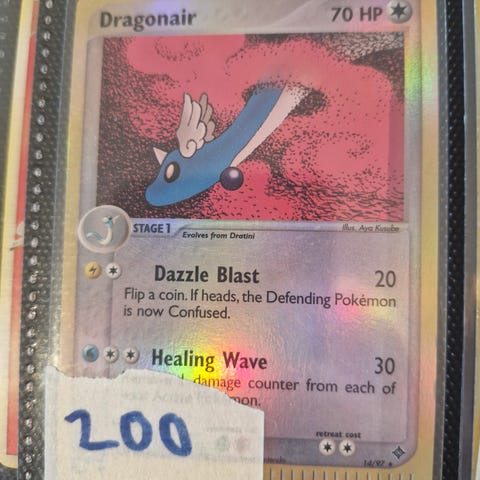 Dragonair 70 HP
Illus. Aya Kusube
STAGE 1
Evolves from Dratini
Dazzle Blast 20
Flip a coin. If heads, the Defending Pokémon
is now Confused.
Healing Wave 30
damage counter from each of
200
retreat cost
14/97